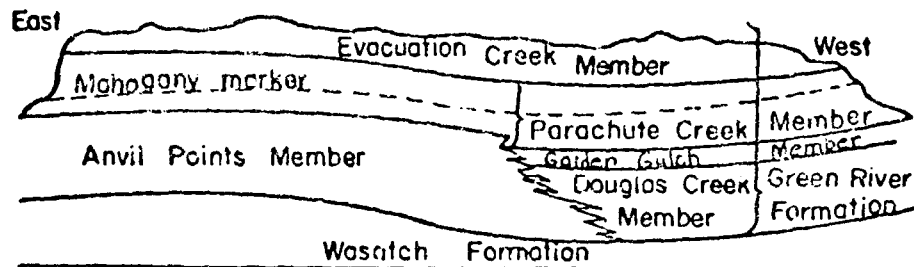 East
West
Evacuation Creek Member
Mahogany marker
Parachute Creek Member
Anvil Points Member
Garden Gulch Member
Douglas Creek Member
Green River Formation
Wasatch Formation